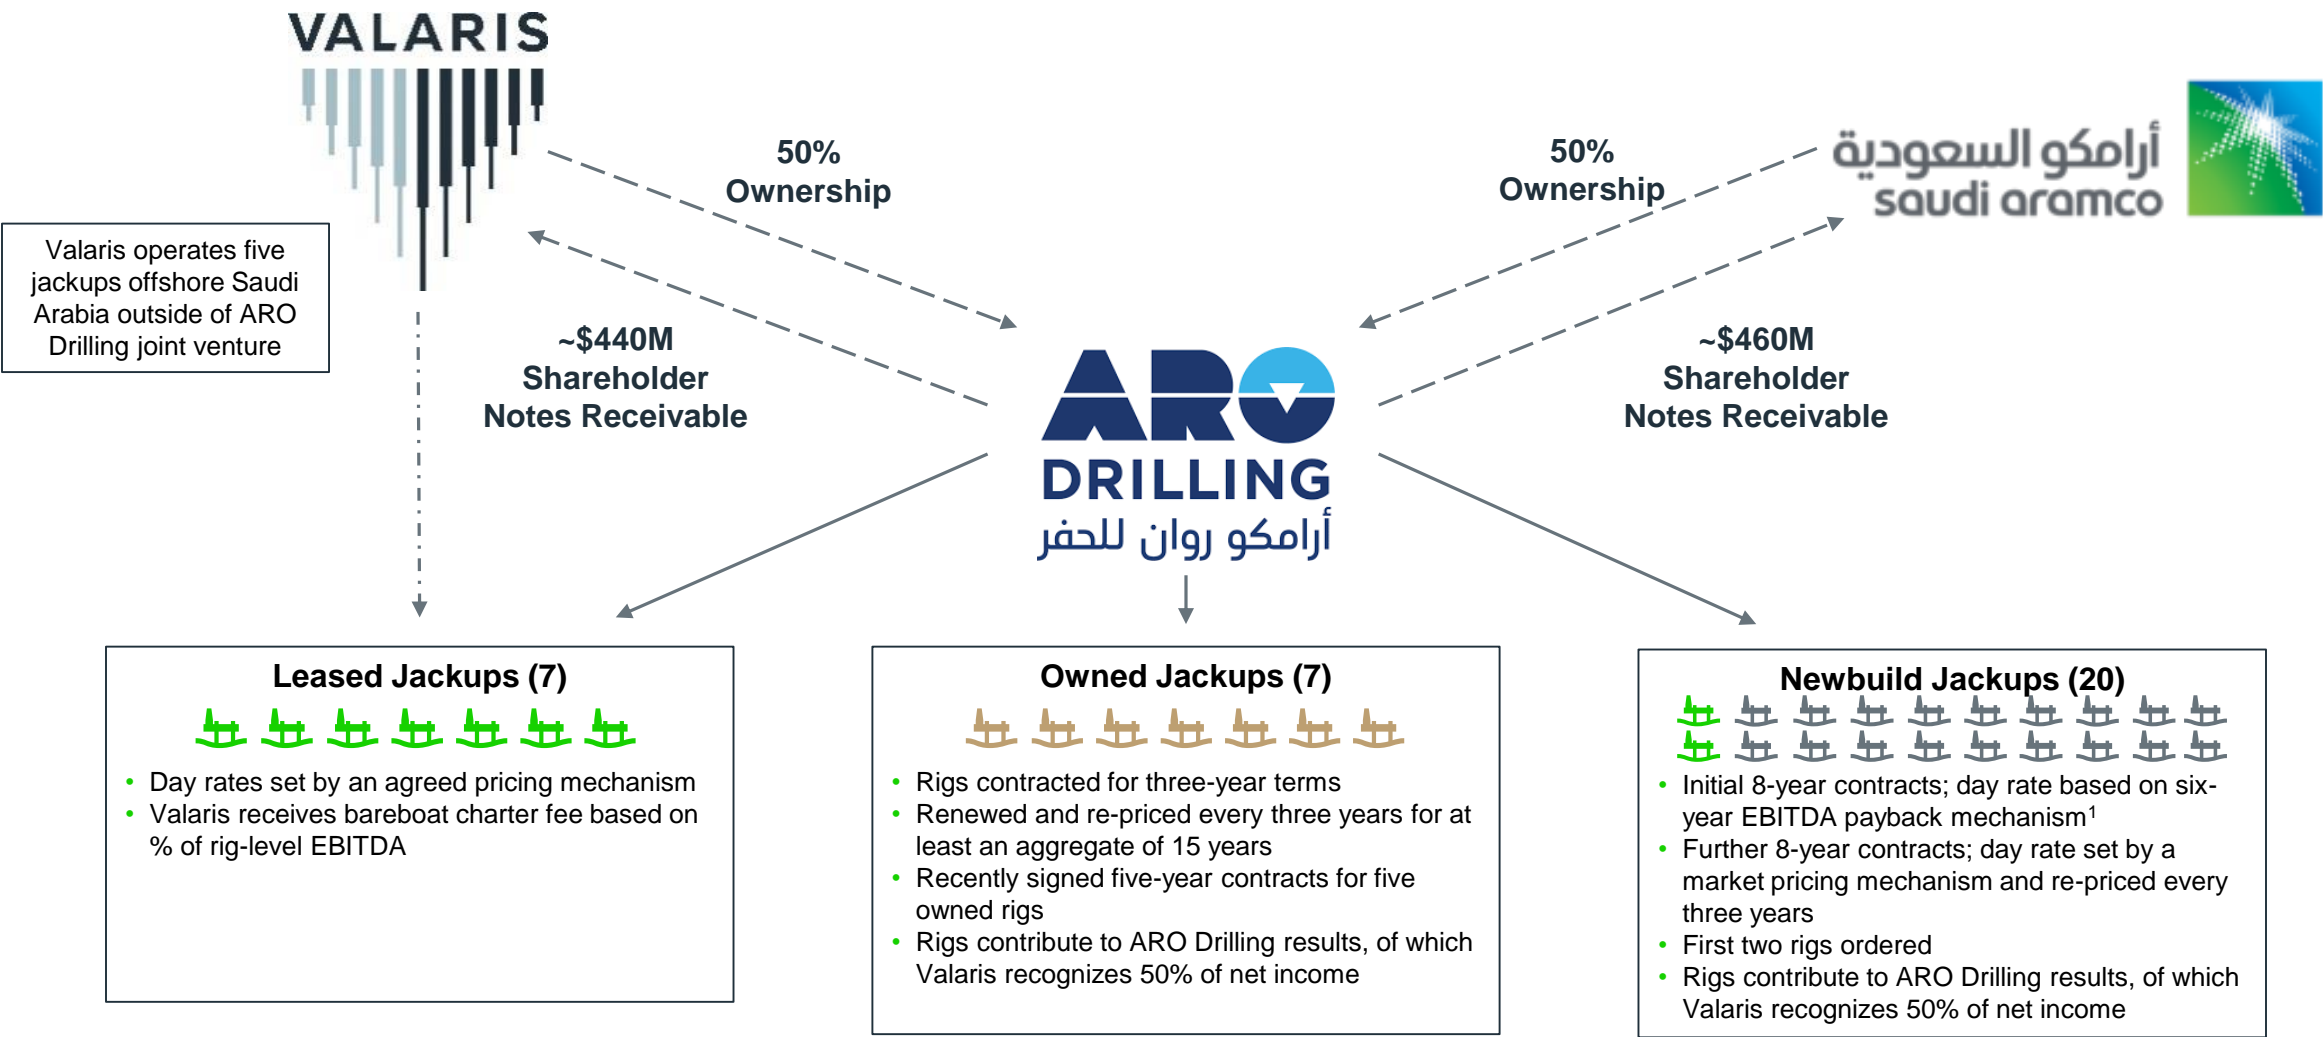 VALARIS
50%
Ownership
50%
Ownership
أرامكو السعودية
saudi aramco
Valaris operates five
jackups offshore Saudi
Arabia outside of ARO
Drilling joint venture
~$440M
Shareholder
Notes Receivable
~$460M
Shareholder
Notes Receivable
ARO
DRILLING
أرامكو روان للحفر
Leased Jackups (7)
• Day rates set by an agreed pricing mechanism
• Valaris receives bareboat charter fee based on
% of rig-level EBITDA
Owned Jackups (7)
• Rigs contracted for three-year terms
• Renewed and re-priced every three years for at
least an aggregate of 15 years
• Recently signed five-year contracts for five
owned rigs
• Rigs contribute to ARO Drilling results, of which
Valaris recognizes 50% of net income
Newbuild Jackups (20)
• Initial 8-year contracts; day rate based on six-
year EBITDA payback mechanism¹
• Further 8-year contracts; day rate set by a
market pricing mechanism and re-priced every
three years
• First two rigs ordered
• Rigs contribute to ARO Drilling results, of which
Valaris recognizes 50% of net income